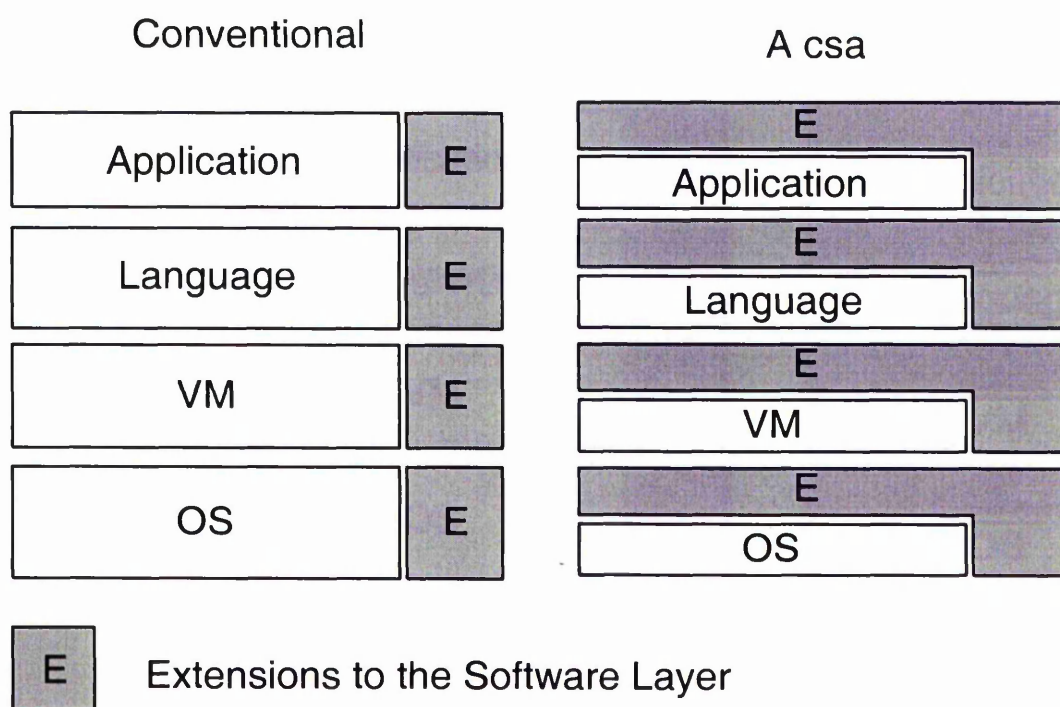 Conventional
Application E
Language E
VM E
OS E
A csa
E
Application
E
Language
E
VM
E
OS
E Extensions to the Software Layer